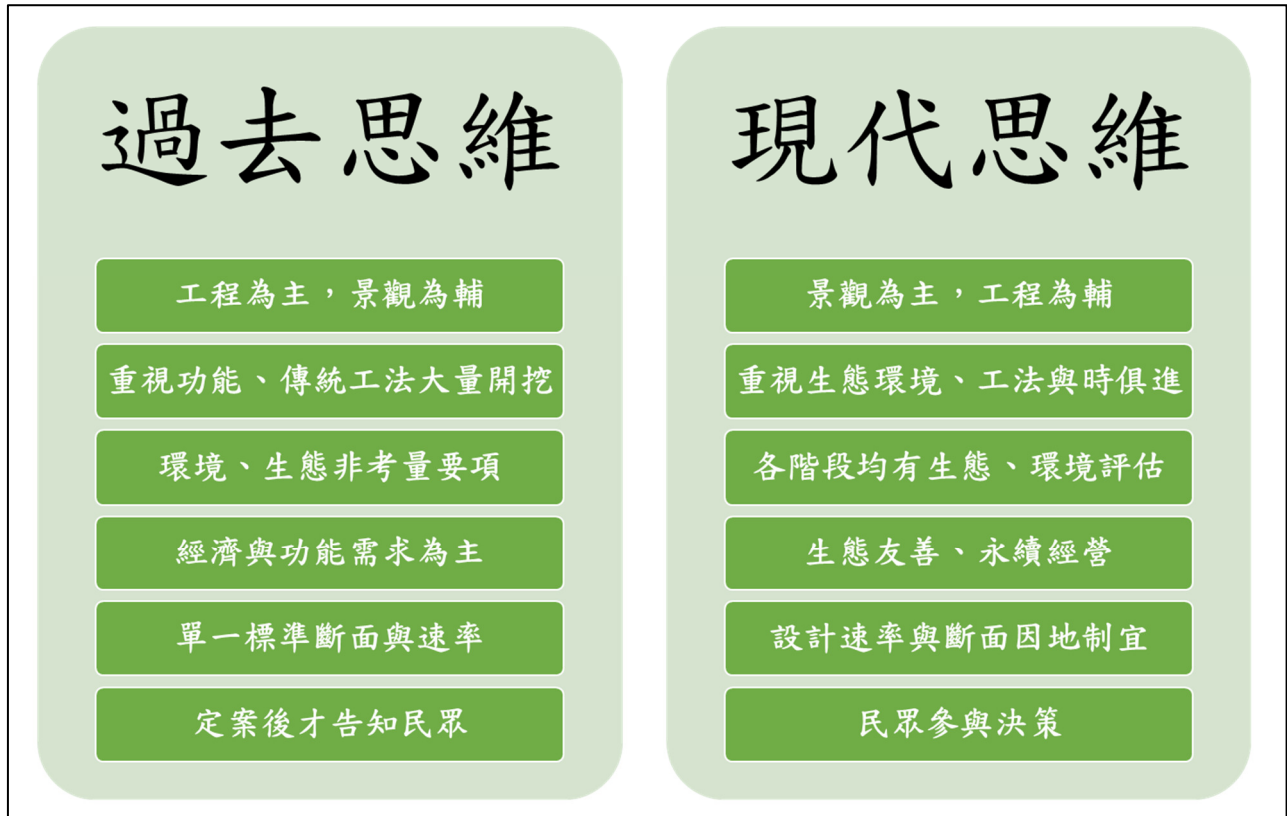 過去思維
工程為主，景觀為輔
重視功能、傳統工法大量開挖
環境、生態非考量要項
經濟與功能需求為主
單一標準斷面與速率
定案後才告知民眾
現代思維
景觀為主，工程為輔
重視生態環境、工法與時俱進
各階段均有生態、環境評估
生態友善、永續經營
設計速率與斷面因地制宜
民眾參與決策